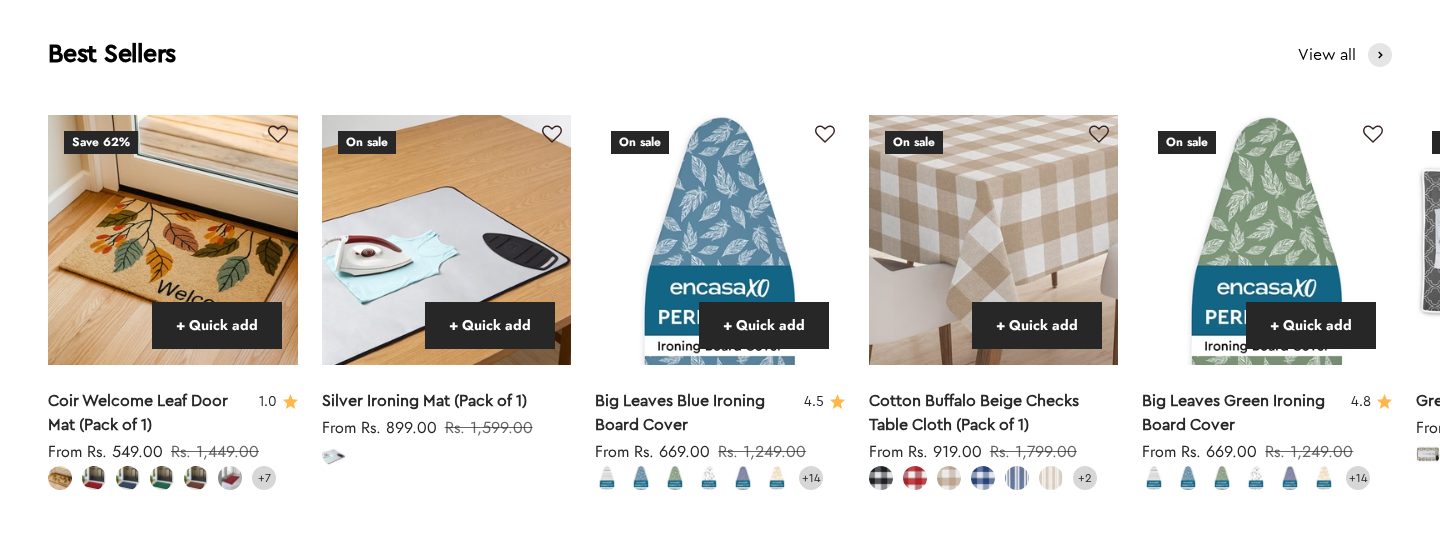 Best Sellers
View all
Save 62%
Welco
+ Quick add
Coir Welcome Leaf Door
Mat (Pack of 1)
1.0
From Rs. 549.00 Rs. 1,449.00
+7
On sale
+ Quick add
Silver Ironing Mat (Pack of 1)
From Rs. 899.00 Rs. 1,599.00
On sale
encasaXO
PER
+ Quick add
Ironing Board Cover
Big Leaves Blue Ironing
Board Cover
4.5
From Rs. 669.00 Rs. 1,249.00
+14
On sale
+ Quick add
Cotton Buffalo Beige Checks
Table Cloth (Pack of 1)
From Rs. 919.00 Rs. 1,799.00
+2
On sale
encasaXO
PER
+ Quick add
Ironing Board Cover
Big Leaves Green Ironing
Board Cover
4.8
From Rs. 669.00 Rs. 1,249.00
+14
Gre
Fro